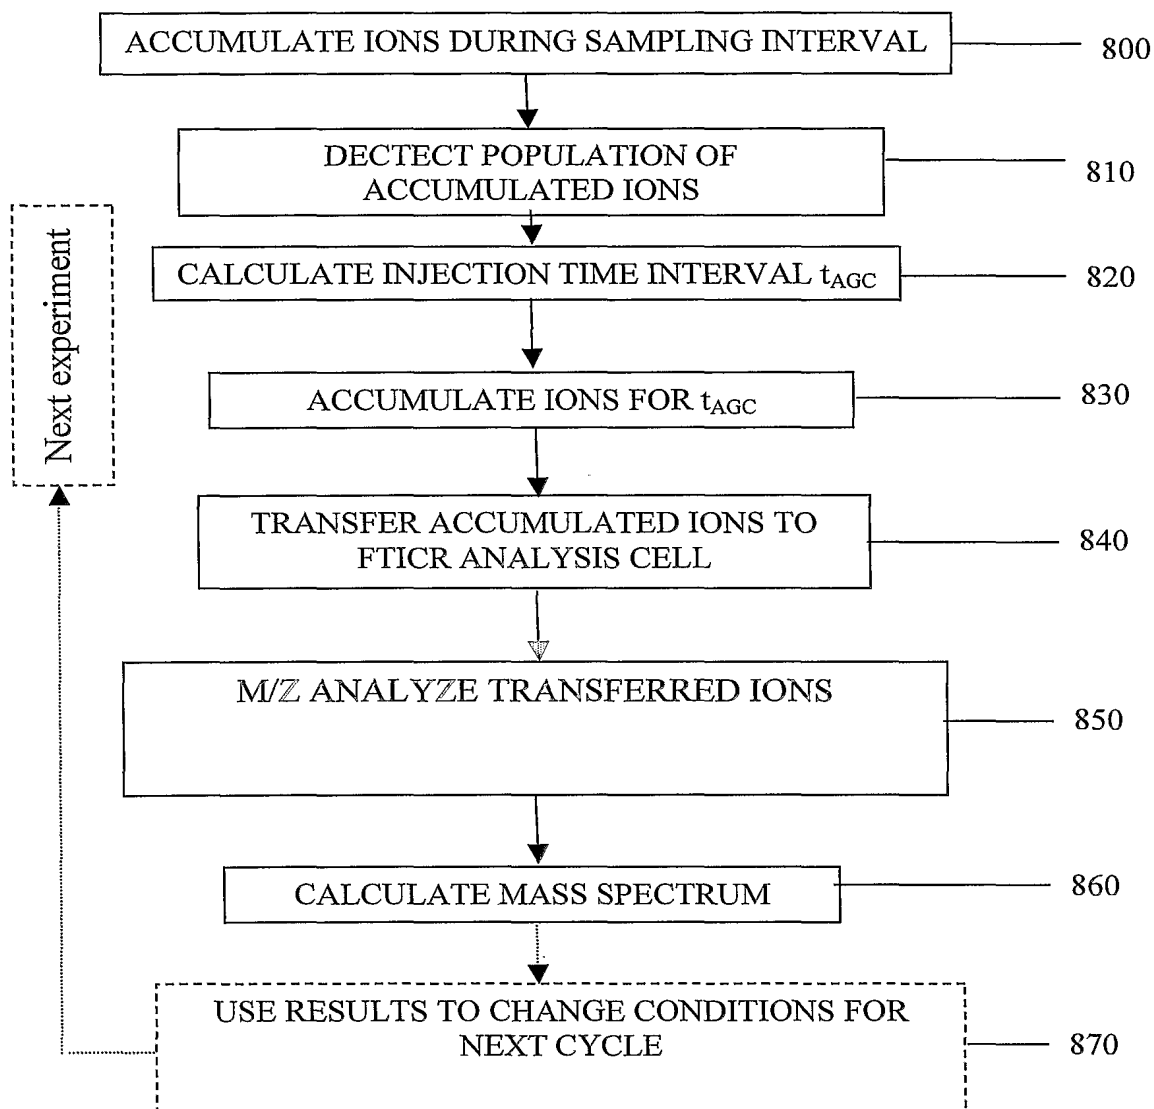 ACCUMULATE IONS DURING SAMPLING INTERVAL
800
DECTECT POPULATION OF
ACCUMULATED IONS
810
CALCULATE INJECTION TIME INTERVAL tAGC
820
ACCUMULATE IONS FOR tAGC
830
TRANSFER ACCUMULATED IONS TO
FTICR ANALYSIS CELL
840
M/Z ANALYZE TRANSFERRED IONS
850
CALCULATE MASS SPECTRUM
860
USE RESULTS TO CHANGE CONDITIONS FOR
NEXT CYCLE
870
Next experiment